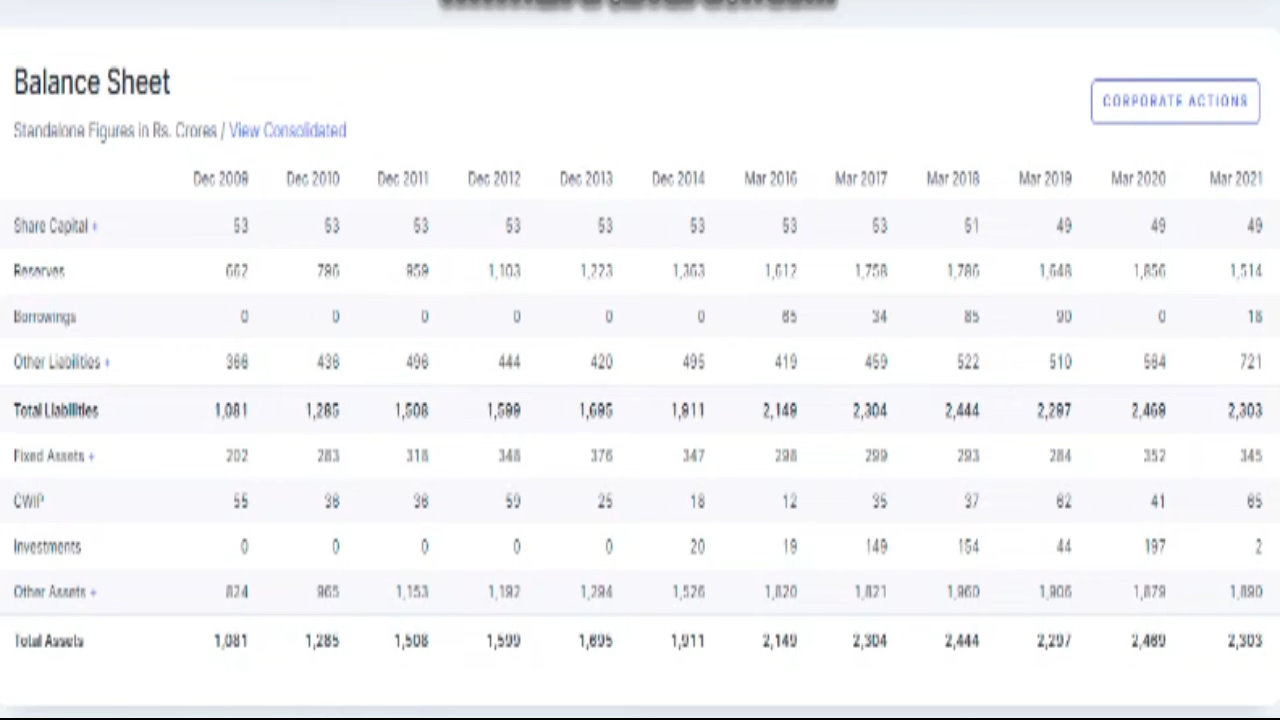 Balance Sheet
CORPORATE ACTIONS
Standalone Figures in Rs. Crores / View Consolidated
Dec 2009 Dec 2010 Dec 2011 Dec 2012 Dec 2013 Dec 2014 Mar 2016 Mar 2017 Mar 2018 Mar 2019 Mar 2020 Mar 2021
Share Capital + 53 53 53 53 53 53 53 53 51 49 49 49
Reserves 662 796 959 1,103 1,223 1,363 1,612 1,758 1,786 1,648 1,856 1,514
Borrowings 0 0 0 0 0 0 65 34 85 90 0 18
Other Liabilities + 366 436 496 444 420 495 419 459 522 510 564 721
Total Liabilities 1,081 1,285 1,508 1,599 1,695 1,911 2,149 2,304 2,444 2,297 2,469 2,303
Fixed Assets + 202 283 318 348 376 347 298 299 293 284 352 345
CWIP 55 36 36 59 25 18 12 35 37 62 41 65
Investments 0 0 0 0 0 20 19 149 154 44 197 2
Other Assets + 824 965 1,153 1,192 1,294 1,526 1,820 1,821 1,960 1,906 1,879 1,890
Total Assets 1,081 1,285 1,508 1,599 1,695 1,911 2,149 2,304 2,444 2,297 2,469 2,303